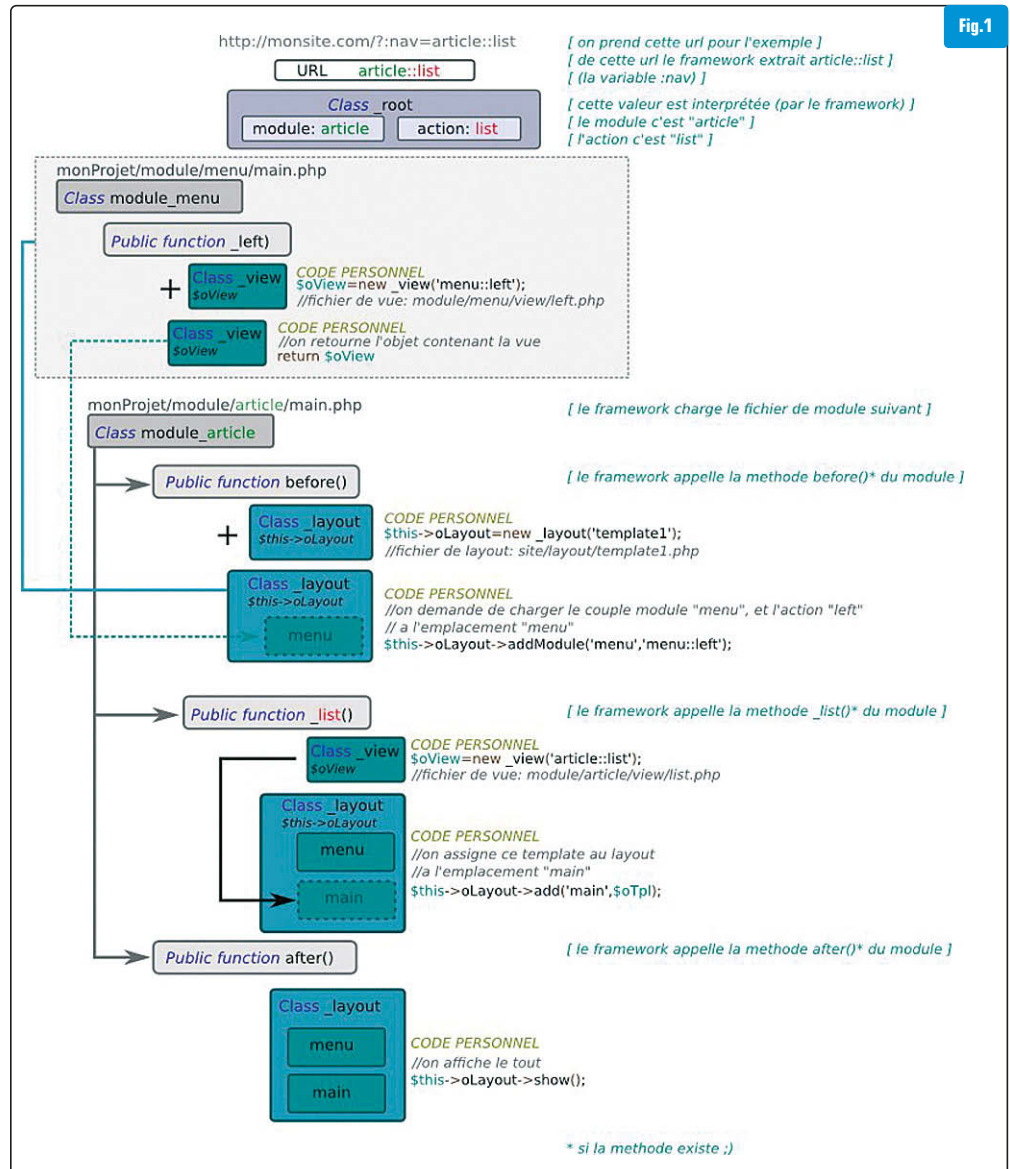 Fig.1
http://monsite.com/?:nav=article::list
[ on prend cette url pour l'exemple ]
URL article::list
[ de cette url le framework extrait article::list ]
[ (la variable :nav) ]
Class _root
[ cette valeur est interprétée (par le framework) ]
module: article
action: list
[ le module c'est "article" ]
[ l'action c'est "list" ]
monProjet/module/menu/main.php
Class module_menu
Public function _left)
+
Class _view
$oView
CODE PERSONNEL
$oView=new _view('menu::left');
//fichier de vue: module/menu/view/left.php
Class _view
$oView
CODE PERSONNEL
//on retourne l'objet contenant la vue
return $oView
monProjet/module/article/main.php
[ le framework charge le fichier de module suivant ]
Class module_article
Public function before()
[ le framework appelle la methode before()* du module ]
+
Class _layout
$this->oLayout
CODE PERSONNEL
$this->oLayout=new _layout('template1');
//fichier de layout: site/layout/template1.php
Class _layout
$this->oLayout
menu
CODE PERSONNEL
//on demande de charger le couple module "menu", et l'action "left"
// a l'emplacement "menu"
$this->oLayout->addModule('menu','menu::left');
Public function _list()
[ le framework appelle la methode _list()* du module ]
Class _view
$oView
CODE PERSONNEL
$oView=new _view('article::list');
//fichier de vue: module/article/view/list.php
Class _layout
$this->oLayout
menu
main
CODE PERSONNEL
//on assigne ce template au layout
//a l'emplacement "main"
$this->oLayout->add('main',$oTpl);
Public function after()
[ le framework appelle la methode after()* du module ]
Class _layout
menu
main
CODE PERSONNEL
//on affiche le tout
$this->oLayout->show();
* si la methode existe ;)